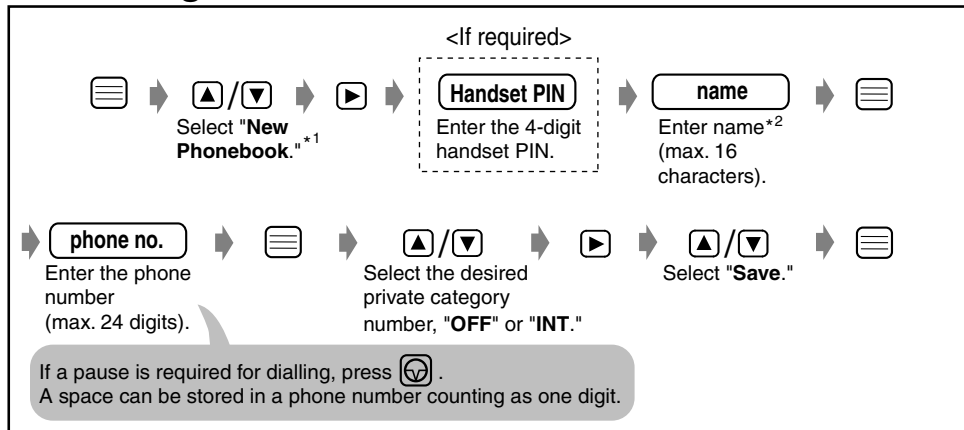 <If required>
▲/▼
Handset PIN
name
Select "New
Phonebook."*1
Enter the 4-digit
handset PIN.
Enter name*2
(max. 16
characters).
phone no.
▲/▼
▲/▼
Enter the phone
number
(max. 24 digits).
Select the desired
private category
number, "OFF" or "INT."
Select "Save."
If a pause is required for dialling, press .
A space can be stored in a phone number counting as one digit.